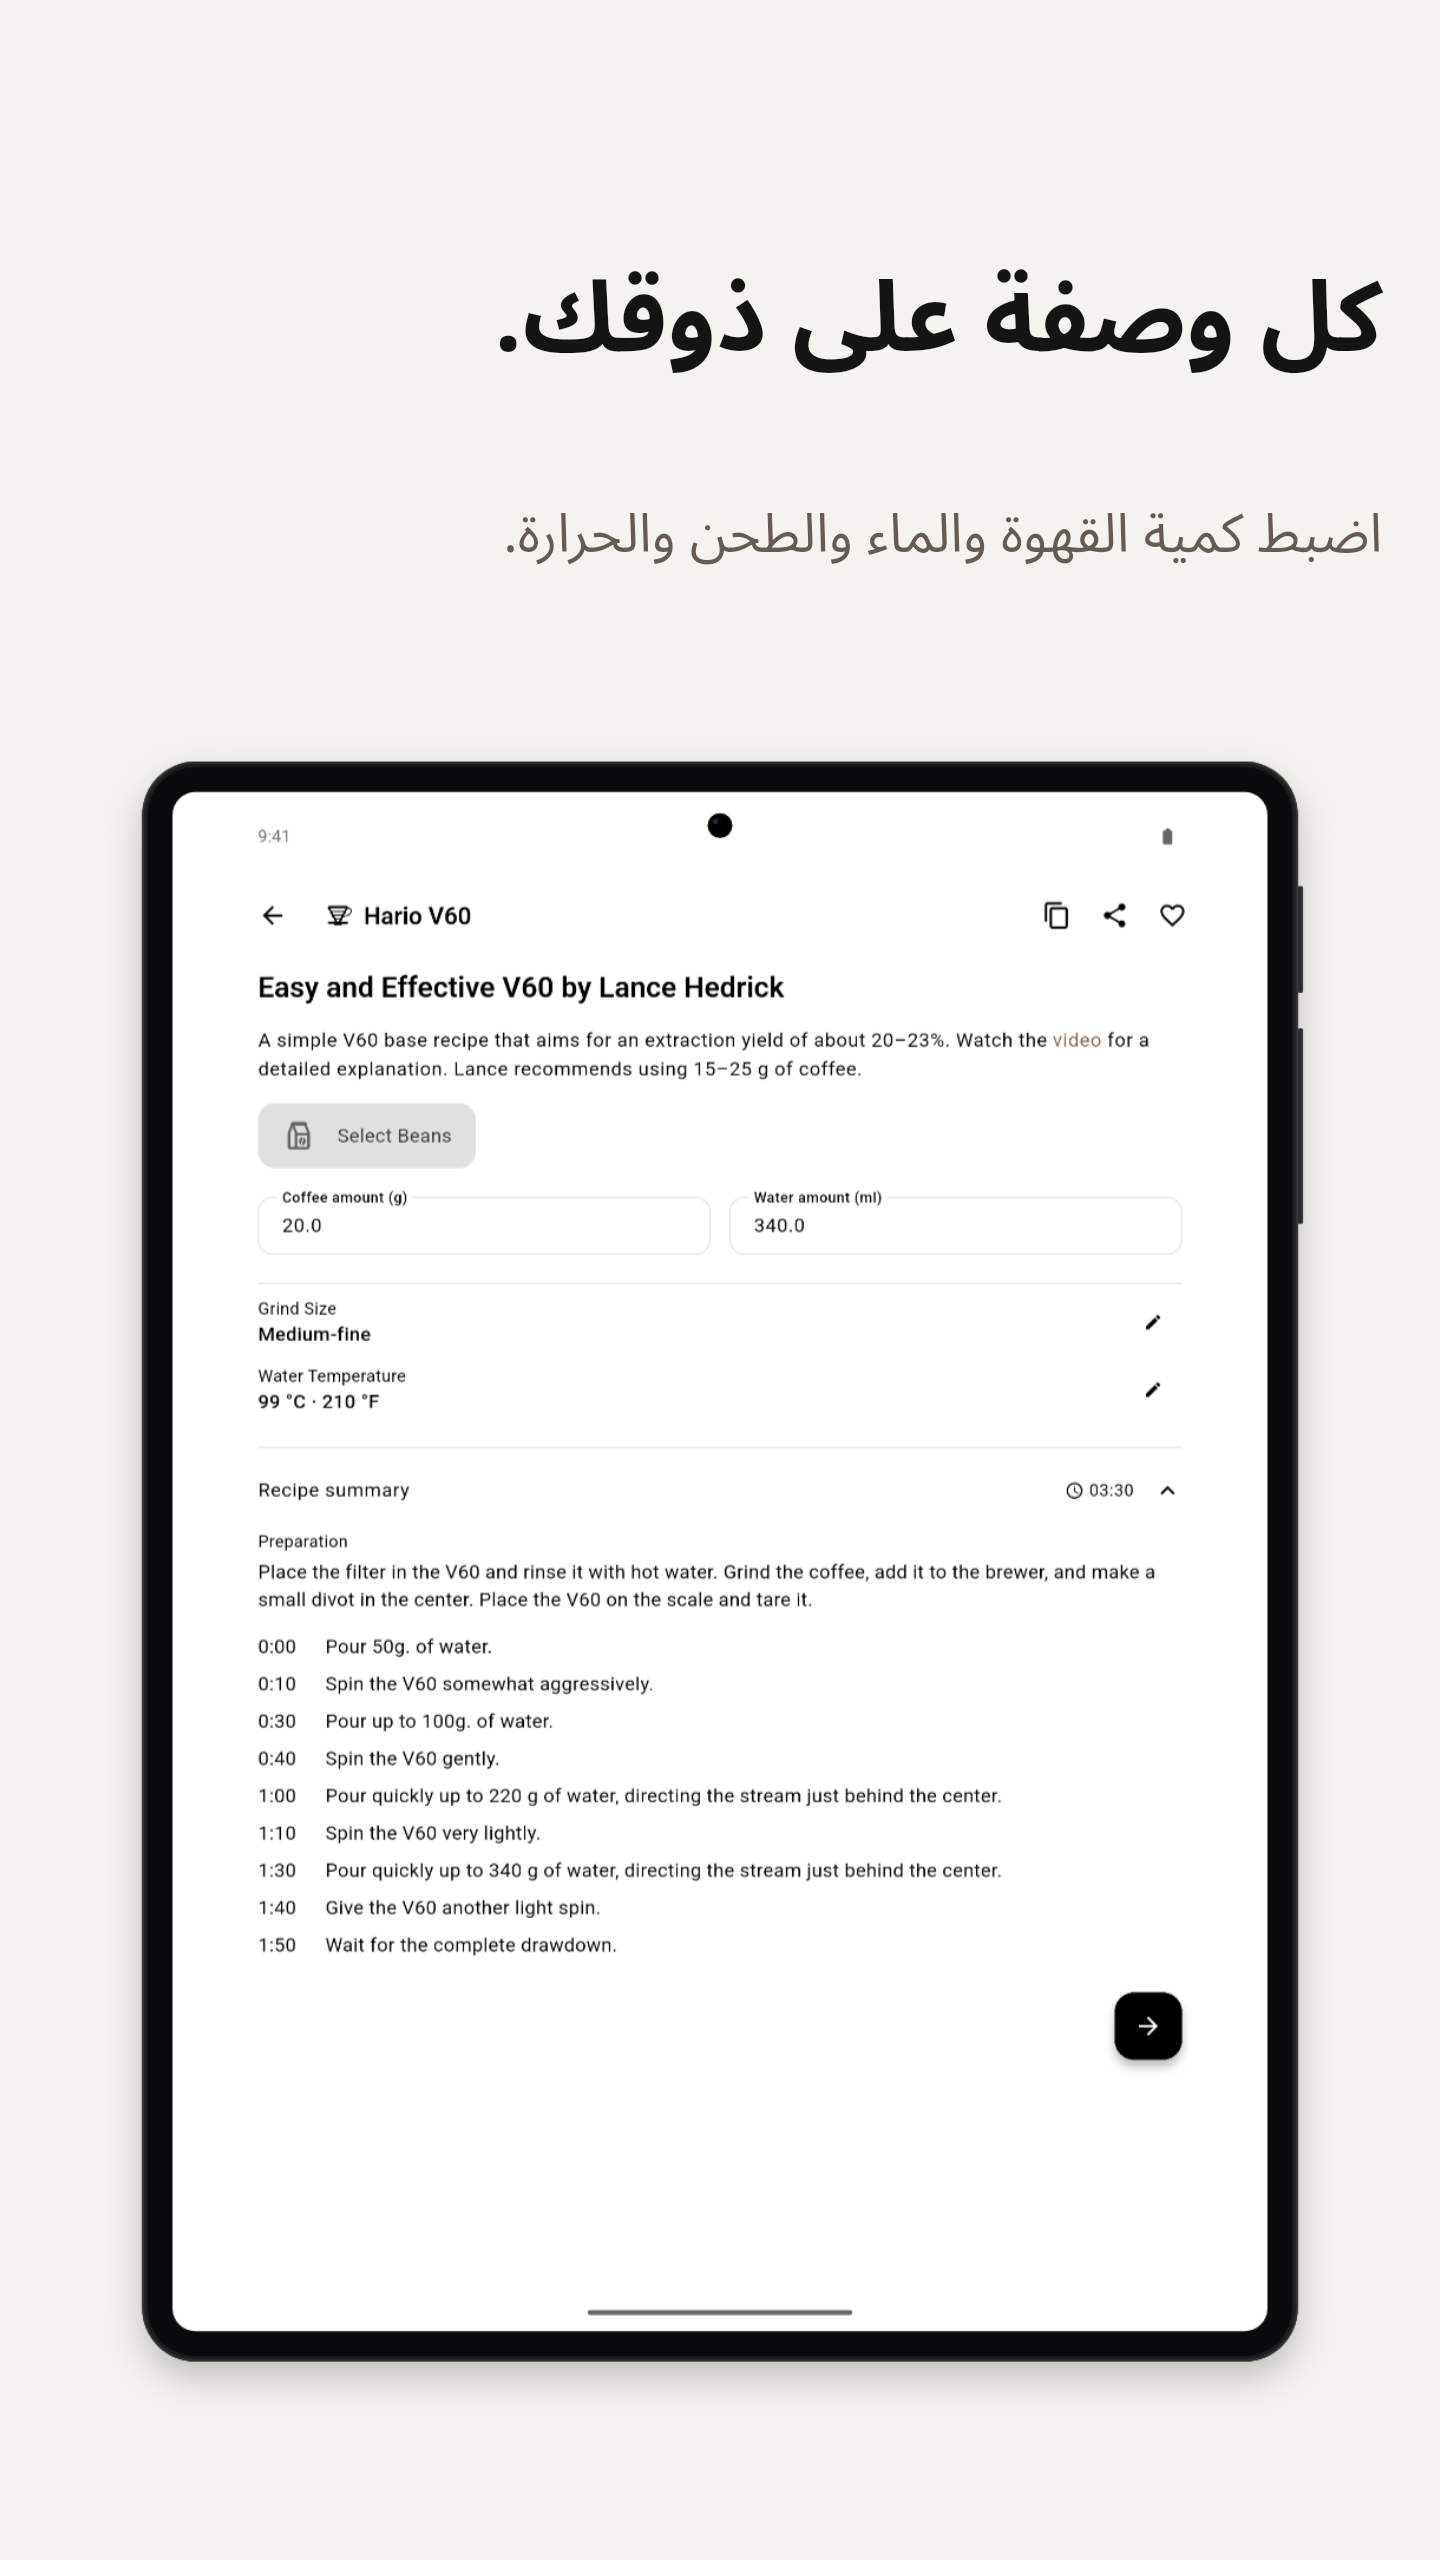 كل وصفة على ذوقك.
اضبط كمية القهوة والماء والطحن والحرارة.
9:41
Hario V60
Easy and Effective V60 by Lance Hedrick
A simple V60 base recipe that aims for an extraction yield of about 20–23%. Watch the video for a
detailed explanation. Lance recommends using 15–25 g of coffee.
Select Beans
Coffee amount (g)
20.0
Water amount (ml)
340.0
Grind Size
Medium-fine
Water Temperature
99 °C · 210 °F
Recipe summary
03:30
Preparation
Place the filter in the V60 and rinse it with hot water. Grind the coffee, add it to the brewer, and make a
small divot in the center. Place the V60 on the scale and tare it.
0:00 Pour 50g. of water.
0:10 Spin the V60 somewhat aggressively.
0:30 Pour up to 100g. of water.
0:40 Spin the V60 gently.
1:00 Pour quickly up to 220 g of water, directing the stream just behind the center.
1:10 Spin the V60 very lightly.
1:30 Pour quickly up to 340 g of water, directing the stream just behind the center.
1:40 Give the V60 another light spin.
1:50 Wait for the complete drawdown.